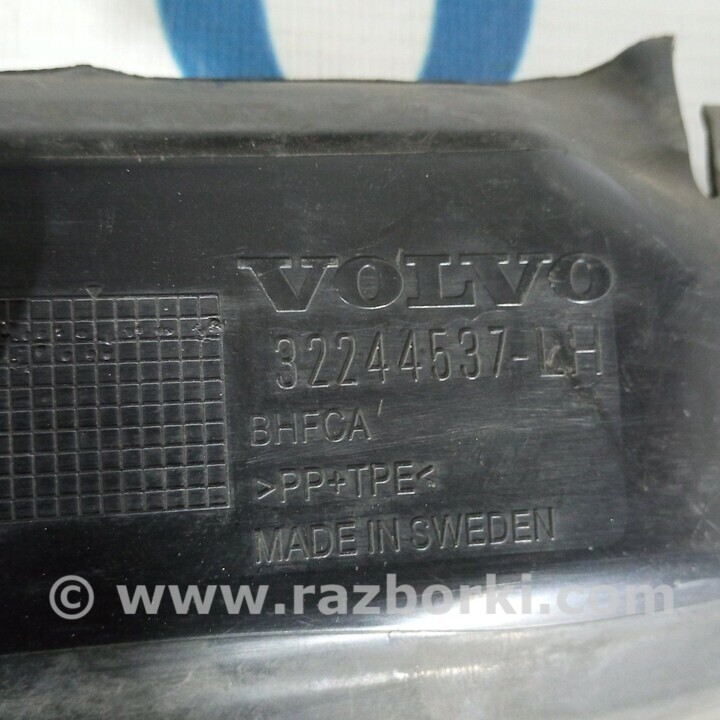 VOLVO
32244537-LH
BHFCA'
>PP+TPE<
MADE IN SWEDEN
© www.razborki.com